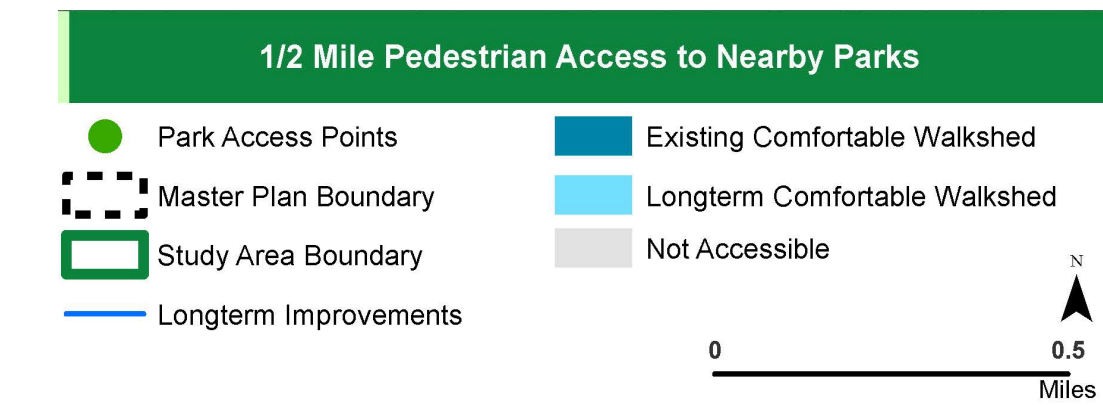 1/2 Mile Pedestrian Access to Nearby Parks
Park Access Points
Master Plan Boundary
Study Area Boundary
Longterm Improvements
Existing Comfortable Walkshed
Longterm Comfortable Walkshed
Not Accessible
N
0 0.5
Miles